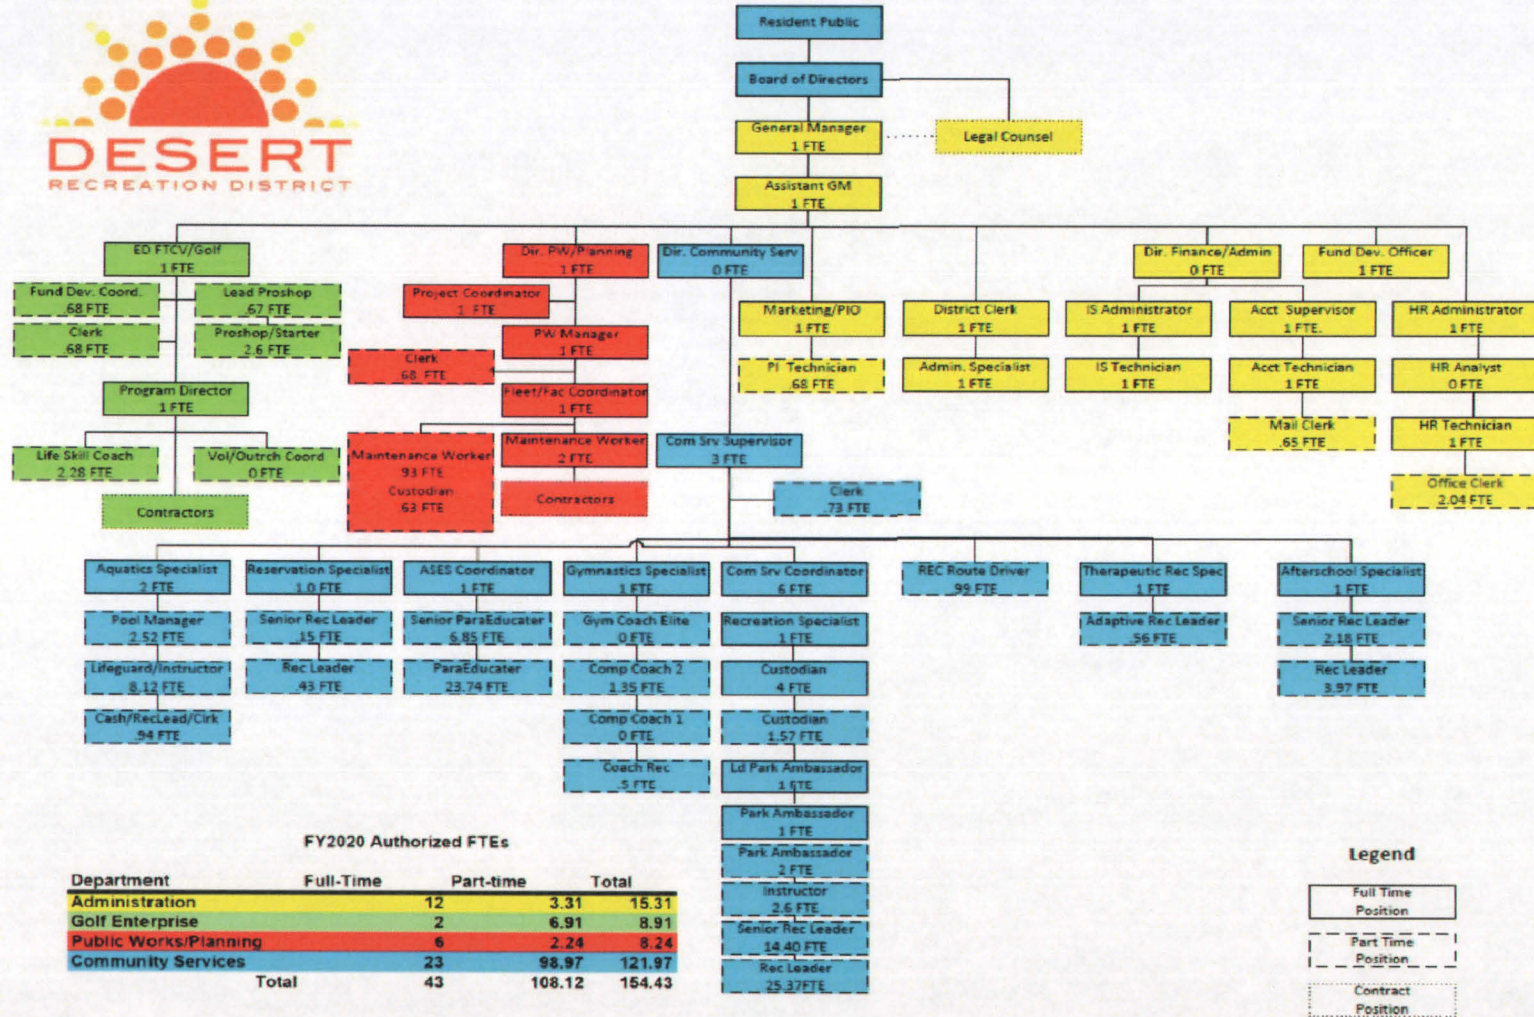 DESERT
RECREATION DISTRICT
Resident Public
Board of Directors
General Manager
1 FTE
Legal Counsel
Assistant GM
1 FTE
ED FTCV/Golf
1 FTE
Dir. PW/Planning
1 FTE
Dir. Community Serv
0 FTE
Dir. Finance/Admin
0 FTE
Fund Dev. Officer
1 FTE
Fund Dev. Coord.
.68 FTE
Lead Proshop
.67 FTE
Project Coordinator
1 FTE
Marketing/PIO
1 FTE
District Clerk
1 FTE
IS Administrator
1 FTE
Acct Supervisor
1 FTE.
HR Administrator
1 FTE
Clerk
.68 FTE
Proshop/Starter
2.6 FTE
PW Manager
1 FTE
Clerk
68 FTE
PI Technician
.68 FTE
Admin. Specialist
1 FTE
IS Technician
1 FTE
Acct Technician
1 FTE
HR Analyst
0 FTE
Program Director
1 FTE
Fleet/Fac Coordinator
1 FTE
Mail Clerk
.65 FTE
HR Technician
1 FTE
Life Skill Coach
2.28 FTE
Vol/Outrch Coord
0 FTE
Maintenance Worker
93 FTE
Custodian
63 FTE
Maintenance Worker
2 FTE
Com Srv Supervisor
3 FTE
Office Clerk
2.04 FTE
Contractors
Contractors
Clerk
.73 FTE
Aquatics Specialist
2 FTE
Reservation Specialist
1.0 FTE
ASES Coordinator
1 FTE
Gymnastics Specialist
1 FTE
Com Srv Coordinator
6 FTE
REC Route Driver
.99 FTE
Therapeutic Rec Spec
1 FTE
Afterschool Specialist
1 FTE
Pool Manager
2.52 FTE
Senior Rec Leader
.15 FTE
Senior ParaEducater
6.85 FTE
Gym Coach Elite
0 FTE
Recreation Specialist
1 FTE
Adaptive Rec Leader
.56 FTE
Senior Rec Leader
2.18 FTE
Lifeguard/Instructor
8.12 FTE
Rec Leader
.43 FTE
ParaEducater
23.74 FTE
Comp Coach 2
1.35 FTE
Custodian
4 FTE
Rec Leader
3.97 FTE
Cash/RecLead/Clrk
.94 FTE
Comp Coach 1
0 FTE
Custodian
1.57 FTE
Coach Rec
.5 FTE
Ld Park Ambassador
1 FTE
Park Ambassador
1 FTE
Park Ambassador
2 FTE
Instructor
2.6 FTE
Senior Rec Leader
14.40 FTE
Rec Leader
25.37FTE
FY2020 Authorized FTEs
Department Full-Time Part-time Total
Administration 12 3.31 15.31
Golf Enterprise 2 6.91 8.91
Public Works/Planning 6 2.24 8.24
Community Services 23 98.97 121.97
Total 43 108.12 154.43
Legend
Full Time
Position
Part Time
Position
Contract
Position